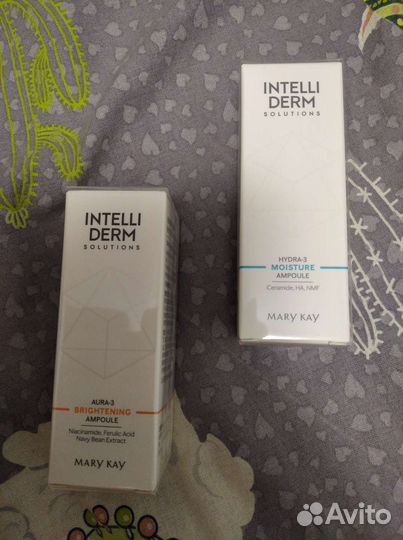 INTELLI
DERM
SOLUTIONS
HYDRA-3
MOISTURE
AMPOULE
Ceramide, HA, NMF
MARY KAY
INTELLI
DERM
SOLUTIONS
AURA-3
BRIGHTENING
AMPOULE
Niacinamide, Ferulic Acid
Navy Bean Extract
MARY KAY
Avito